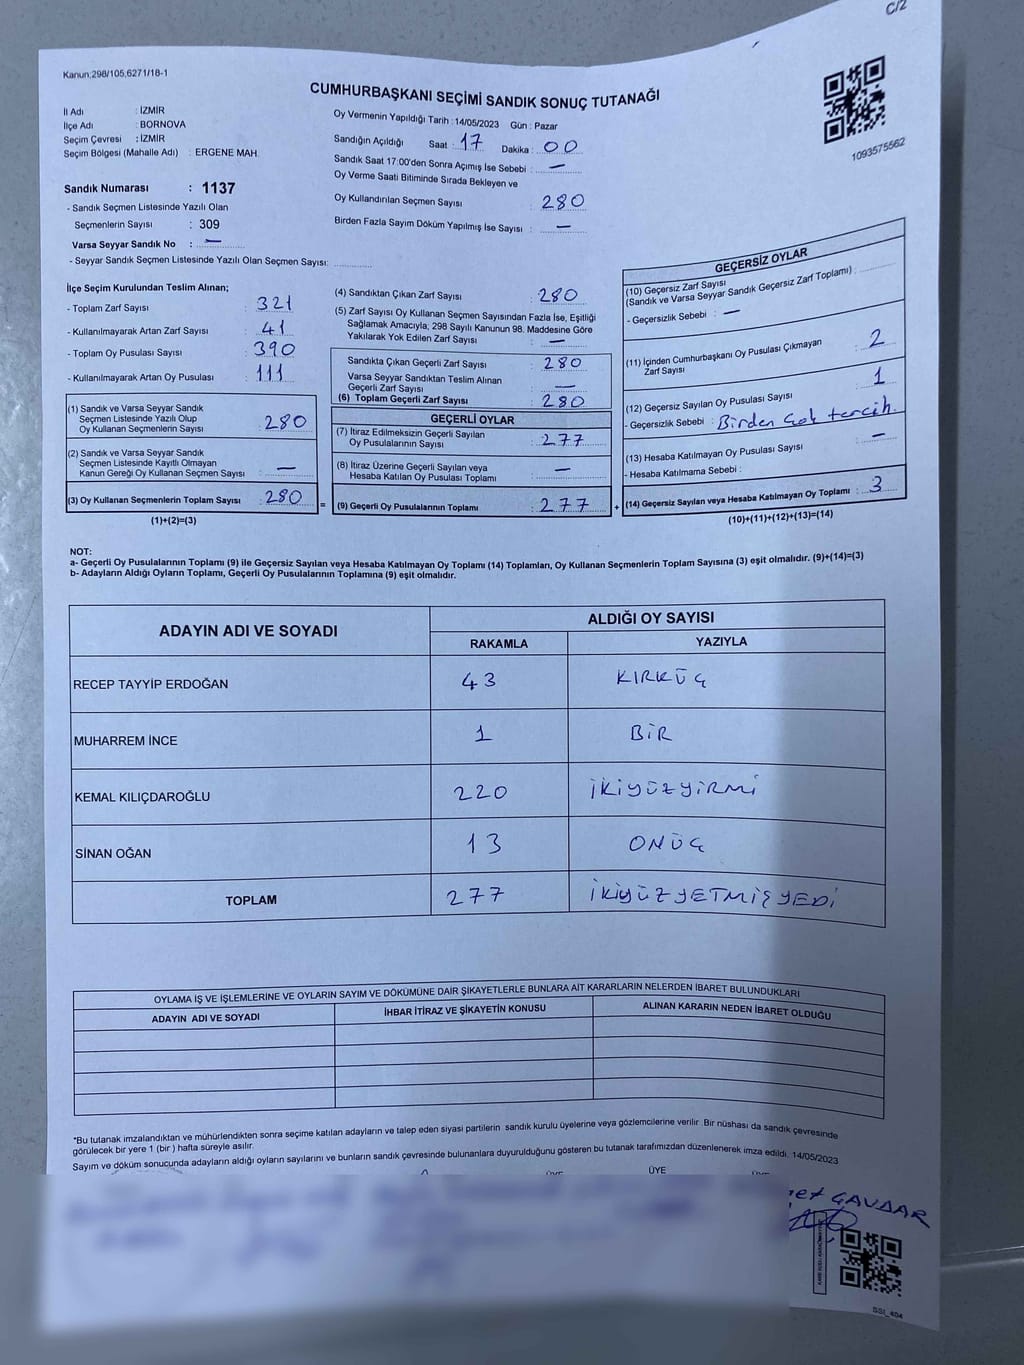 C/2
Kanun:298/105,6271/18-1
CUMHURBAŞKANI SEÇİMİ SANDIK SONUÇ TUTANAĞI
İl Adı : İZMİR
İlçe Adı : BORNOVA
Seçim Çevresi : İZMİR
Seçim Bölgesi (Mahalle Adı) : ERGENE MAH.
Sandık Numarası : 1137
- Sandık Seçmen Listesinde Yazılı Olan
Seçmenlerin Sayısı : 309
Varsa Seyyar Sandık No : —
- Seyyar Sandık Seçmen Listesinde Yazılı Olan Seçmen Sayısı:
Oy Vermenin Yapıldığı Tarih : 14/05/2023 Gün : Pazar
Sandığın Açıldığı Saat : 17 Dakika : 00
Sandık Saat 17:00'den Sonra Açımış İse Sebebi : —
Oy Verme Saati Bitiminde Sırada Bekleyen ve
Oy Kullandırılan Seçmen Sayısı 280
Birden Fazla Sayım Döküm Yapılmış İse Sayısı : —
1093575562
İlçe Seçim Kurulundan Teslim Alınan;
- Toplam Zarf Sayısı : 321
- Kullanılmayarak Artan Zarf Sayısı : 41
- Toplam Oy Pusulası Sayısı : 390
- Kullanılmayarak Artan Oy Pusulası : 111
(1) Sandık ve Varsa Seyyar Sandık
Seçmen Listesinde Yazılı Olup
Oy Kullanan Seçmenlerin Sayısı : 280
(2) Sandık ve Varsa Seyyar Sandık
Seçmen Listesinde Kayıtlı Olmayan
Kanun Gereği Oy Kullanan Seçmen Sayısı : —
(3) Oy Kullanan Seçmenlerin Toplam Sayısı : 280 =
(1)+(2)=(3)
(4) Sandıktan Çıkan Zarf Sayısı : 280
(5) Zarf Sayısı Oy Kullanan Seçmen Sayısından Fazla İse, Eşitliği
Sağlamak Amacıyla; 298 Sayılı Kanunun 98. Maddesine Göre
Yakılarak Yok Edilen Zarf Sayısı : —
Sandıkta Çıkan Geçerli Zarf Sayısı : 280
Varsa Seyyar Sandıktan Teslim Alınan
Geçerli Zarf Sayısı : —
(6) Toplam Geçerli Zarf Sayısı : 280
GEÇERLİ OYLAR
(7) İtiraz Edilmeksizin Geçerli Sayılan
Oy Pusulalarının Sayısı : 277
(8) İtiraz Üzerine Geçerli Sayılan veya
Hesaba Katılan Oy Pusulası Toplamı : —
(9) Geçerli Oy Pusulalarının Toplamı : 277 +
GEÇERSİZ OYLAR
(10) Geçersiz Zarf Sayısı
(Sandık ve Varsa Seyyar Sandık Geçersiz Zarf Toplamı) :
- Geçersizlik Sebebi : —
(11) İçinden Cumhurbaşkanı Oy Pusulası Çıkmayan
Zarf Sayısı : 2
(12) Geçersiz Sayılan Oy Pusulası Sayısı : 1
- Geçersizlik Sebebi : Birden çok tercih.
(13) Hesaba Katılmayan Oy Pusulası Sayısı : —
- Hesaba Katılmama Sebebi :
(14) Geçersiz Sayılan veya Hesaba Katılmayan Oy Toplamı : 3
(10)+(11)+(12)+(13)=(14)
NOT:
a- Geçerli Oy Pusulalarının Toplamı (9) ile Geçersiz Sayılan veya Hesaba Katılmayan Oy Toplamı (14) Toplamları, Oy Kullanan Seçmenlerin Toplam Sayısına (3) eşit olmalıdır. (9)+(14)=(3)
b- Adayların Aldığı Oyların Toplamı, Geçerli Oy Pusulalarının Toplamına (9) eşit olmalıdır.
ADAYIN ADI VE SOYADI ALDIĞI OY SAYISI
RAKAMLA YAZIYLA
RECEP TAYYİP ERDOĞAN 43 KIRKÜÇ
MUHARREM İNCE 1 BİR
KEMAL KILIÇDAROĞLU 220 İKİYÜZYİRMİ
SİNAN OĞAN 13 ONÜÇ
TOPLAM 277 İKİYÜZYETMİŞYEDİ
OYLAMA İŞ VE İŞLEMLERİNE VE OYLARIN SAYIM VE DÖKÜMÜNE DAİR ŞİKAYETLERLE BUNLARA AİT KARARLARIN NELERDEN İBARET BULUNDUKLARI
ADAYIN ADI VE SOYADI İHBAR İTİRAZ VE ŞİKAYETİN KONUSU ALINAN KARARIN NEDEN İBARET OLDUĞU
*Bu tutanak imzalandıktan ve mühürlendikten sonra seçime katılan adayların ve talep eden siyasi partilerin sandık kurulu üyelerine veya gözlemcilerine verilir. Bir nüshası da sandık çevresinde
görülecek bir yere 1 (bir ) hafta süreyle asılır.
Sayım ve döküm sonucunda adayların aldığı oyların sayılarını ve bunların sandık çevresinde bulunanlara duyurulduğunu gösteren bu tutanak tarafımızdan düzenlenerek imza edildi. 14/05/2023
ÜYE
ÇAVDAR
SSI_404